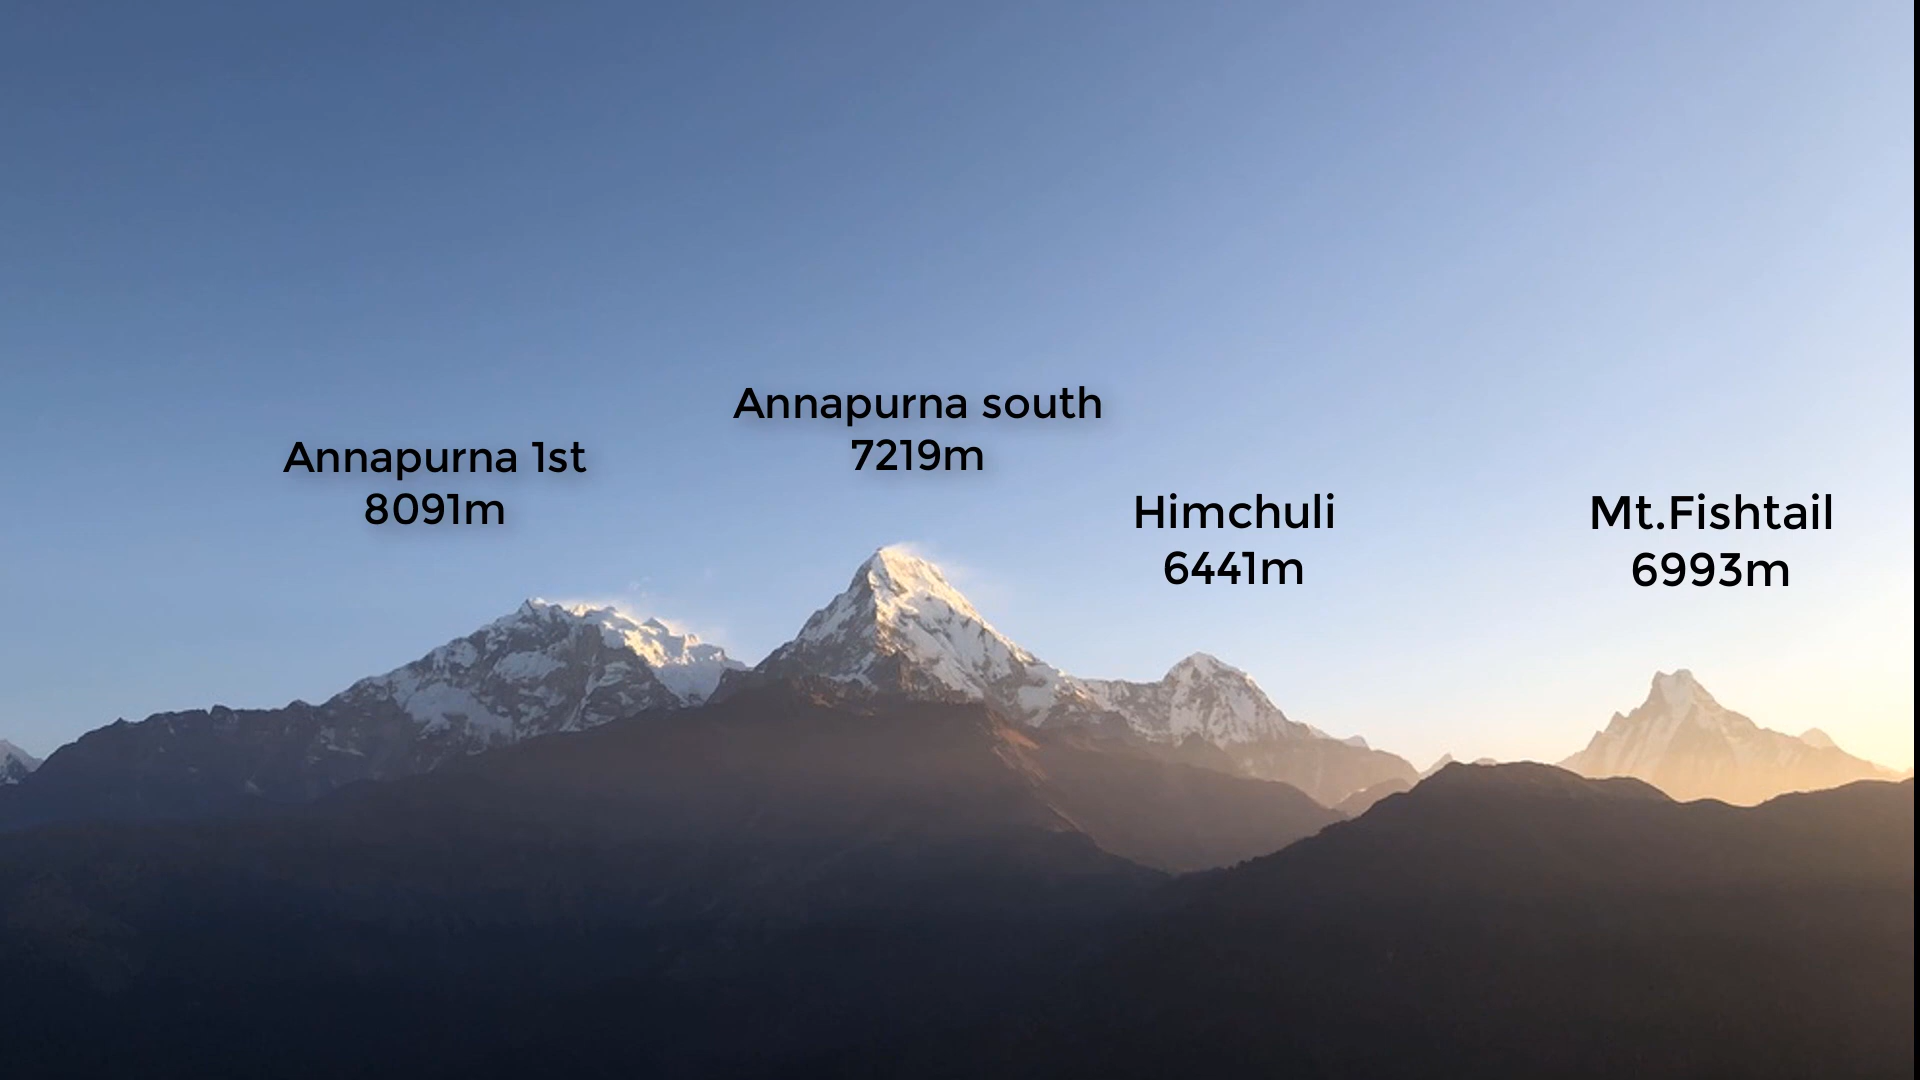 Annapurna south
7219m
Annapurna 1st
8091m
Himchuli
6441m
Mt.Fishtail
6993m